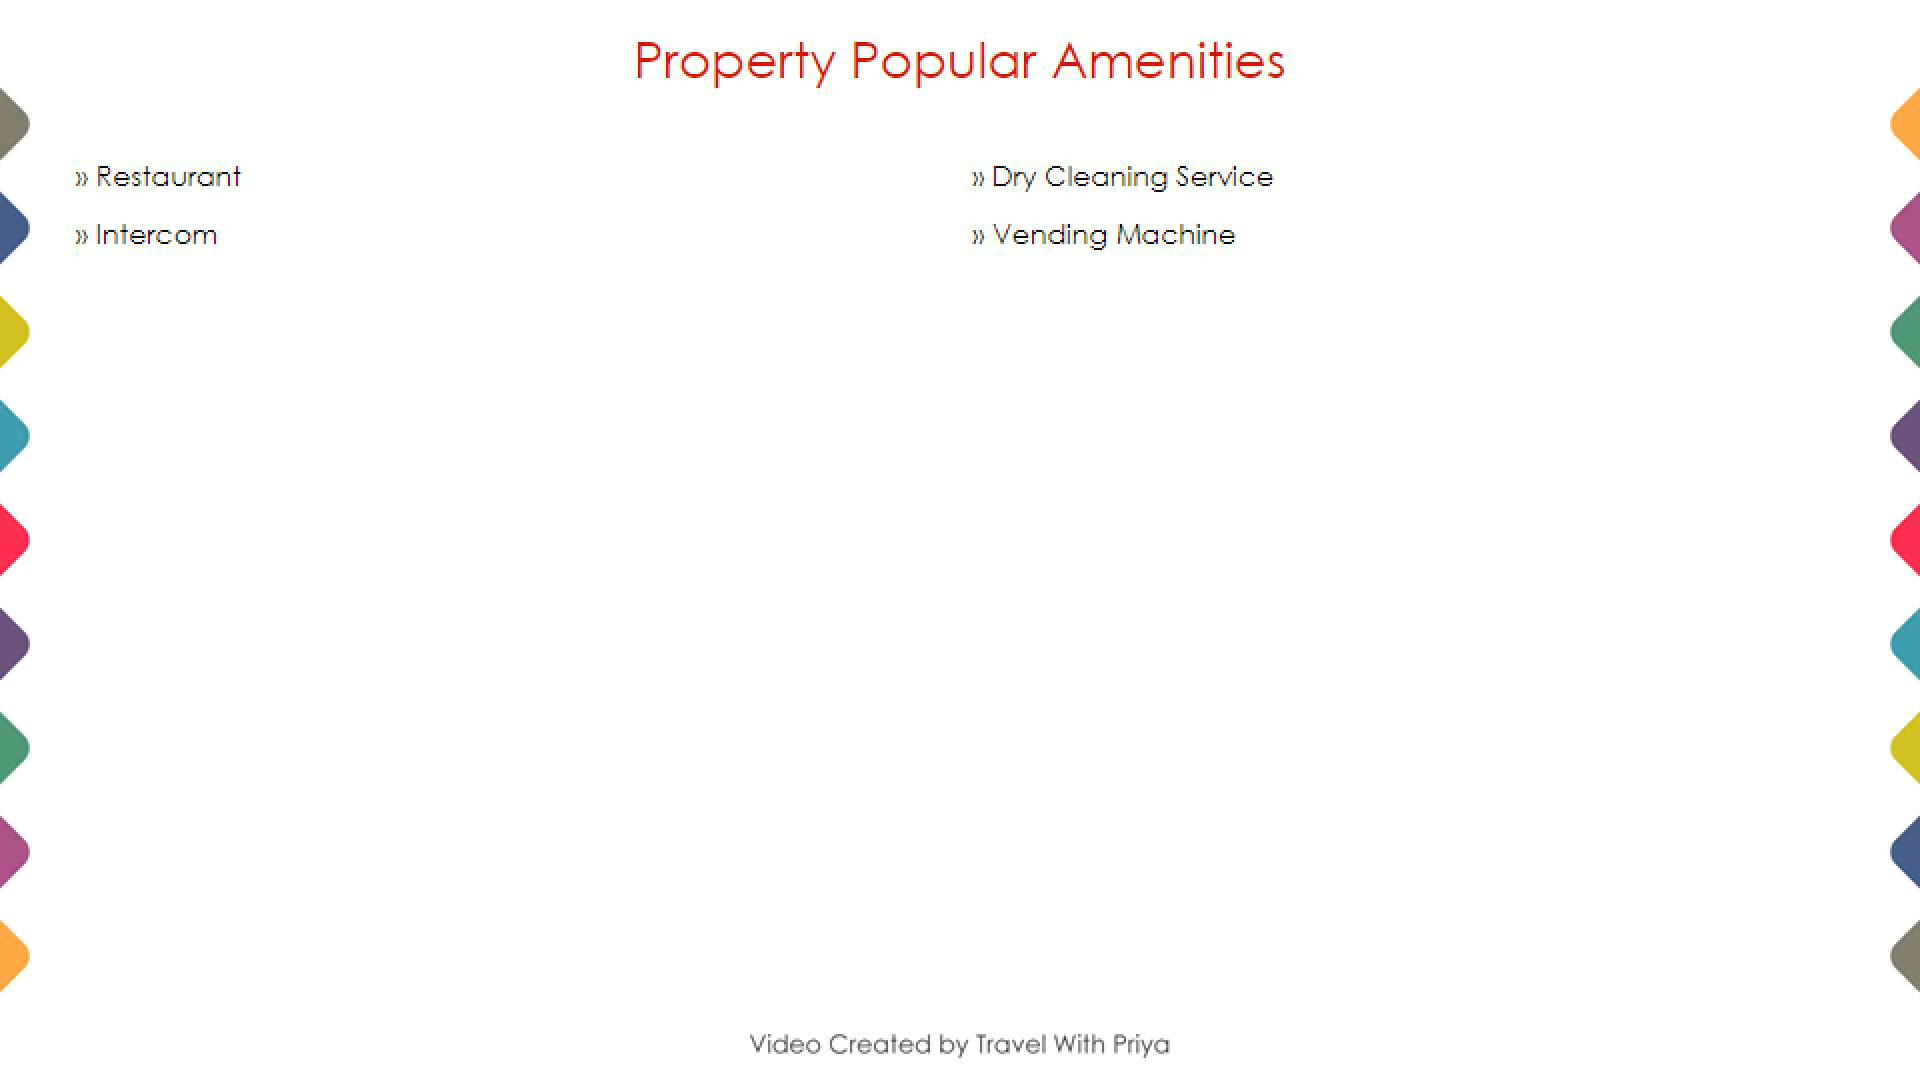 Property Popular Amenities
» Restaurant
» Dry Cleaning Service
» Intercom
» Vending Machine
Video Created by Travel With Priya